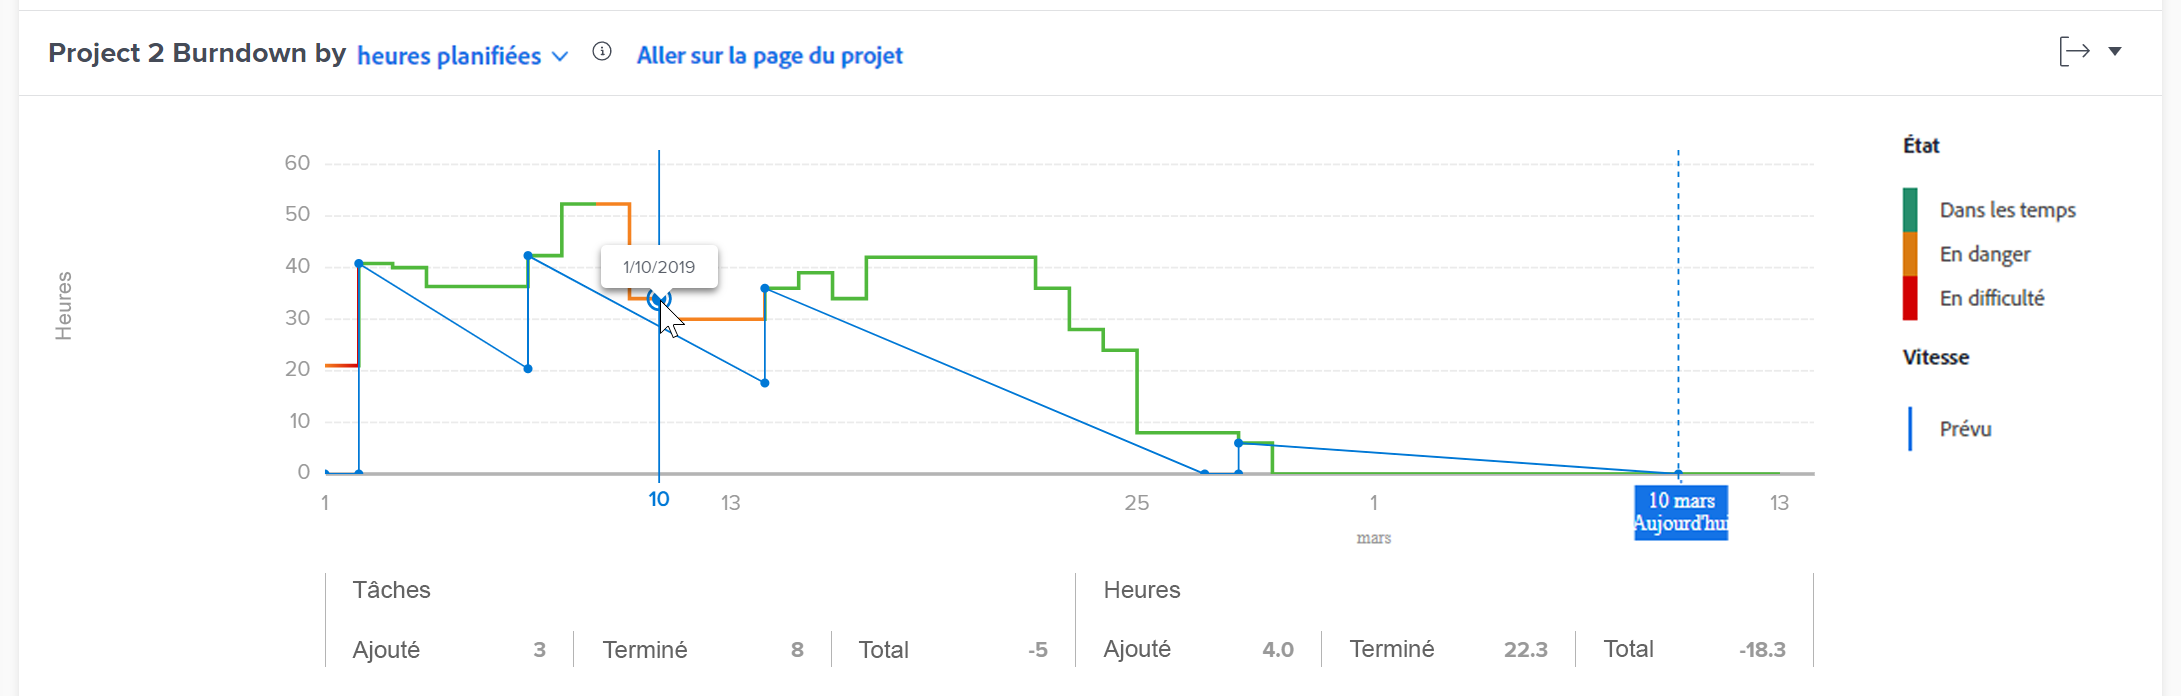 Project 2 Burndown by heures planifiées Aller sur la page du projet
État
Dans les temps
En danger
En difficulté
Vitesse
Prévu
Heures
60
50
40
30
20
10
0
1/10/2019
1 10 13 25 1 13
mars
10 mars
Aujourd'hui
Tâches
Ajouté 3 Terminé 8 Total -5
Heures
Ajouté 4.0 Terminé 22.3 Total -18.3